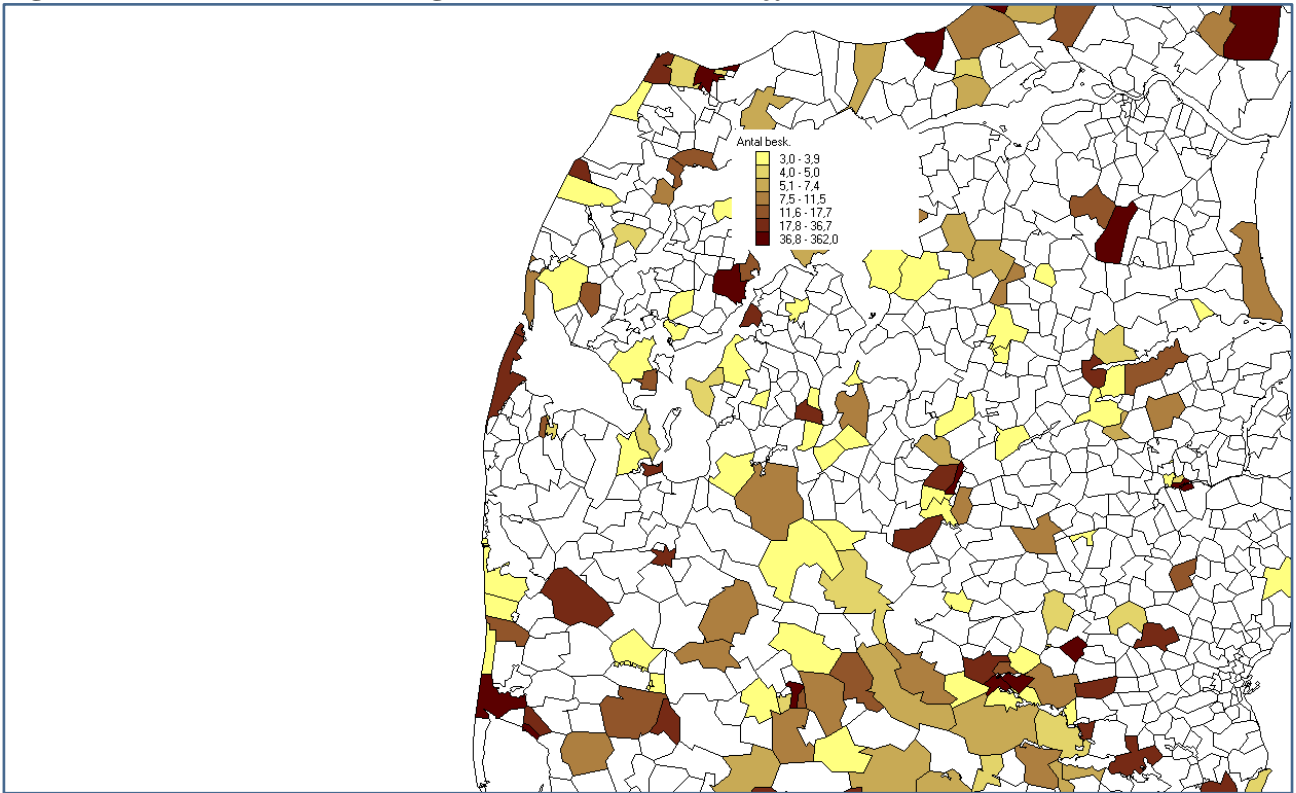 Antal besk.
3,0 - 3,9
4,0 - 5,0
5,1 - 7,4
7,5 - 11,5
11,6 - 17,7
17,8 - 36,7
36,8 - 362,0